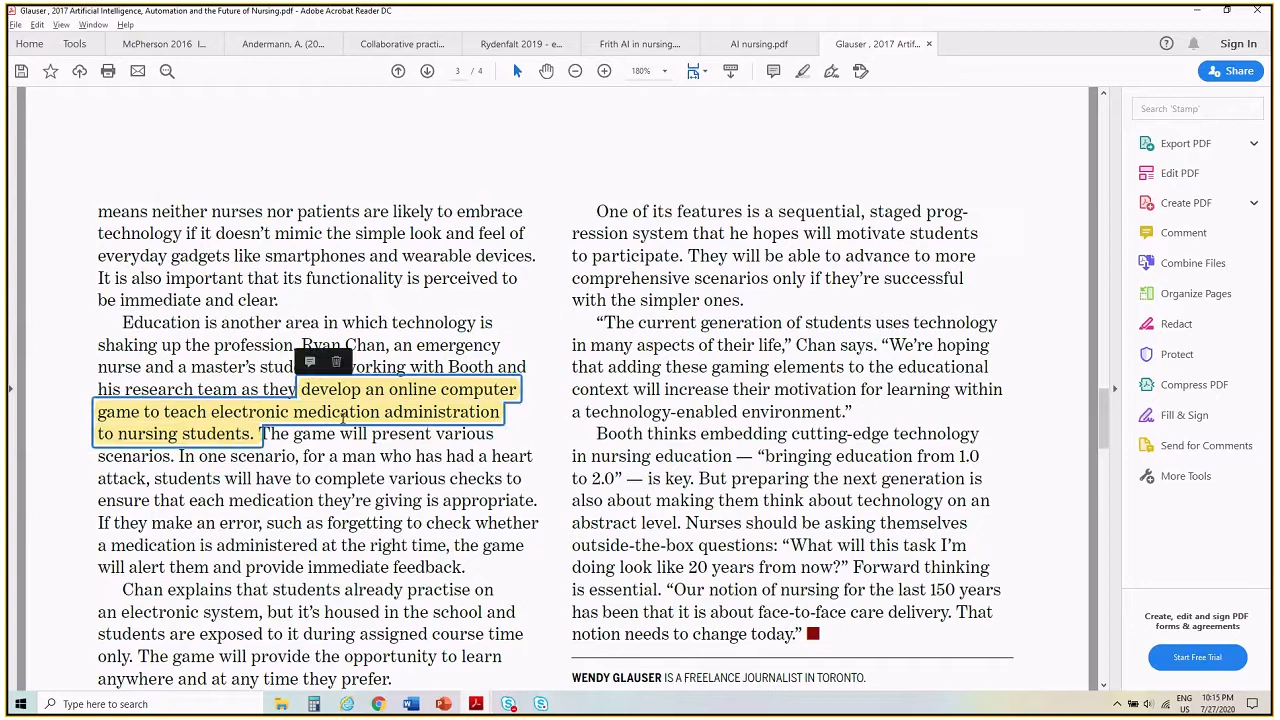 Glauser , 2017 Artificial Intelligence, Automation and the Future of Nursing.pdf - Adobe Acrobat Reader DC
File Edit View Window Help
Home Tools McPherson 2016 I... Andermann, A. (20... Collaborative practi... Rydenfalt 2019 - e... Frith AI in nursing.... AI nursing.pdf Glauser , 2017 Artif... ×
Sign In
3 / 4 180% Share
means neither nurses nor patients are likely to embrace
technology if it doesn't mimic the simple look and feel of
everyday gadgets like smartphones and wearable devices.
It is also important that its functionality is perceived to
be immediate and clear.
Education is another area in which technology is
shaking up the profession. Ryan Chan, an emergency
nurse and a master's stud working with Booth and
his research team as they develop an online computer
game to teach electronic medication administration
to nursing students. The game will present various
scenarios. In one scenario, for a man who has had a heart
attack, students will have to complete various checks to
ensure that each medication they're giving is appropriate.
If they make an error, such as forgetting to check whether
a medication is administered at the right time, the game
will alert them and provide immediate feedback.
Chan explains that students already practise on
an electronic system, but it's housed in the school and
students are exposed to it during assigned course time
only. The game will provide the opportunity to learn
anywhere and at any time they prefer.
One of its features is a sequential, staged prog-
ression system that he hopes will motivate students
to participate. They will be able to advance to more
comprehensive scenarios only if they're successful
with the simpler ones.
"The current generation of students uses technology
in many aspects of their life," Chan says. "We're hoping
that adding these gaming elements to the educational
context will increase their motivation for learning within
a technology-enabled environment."
Booth thinks embedding cutting-edge technology
in nursing education — "bringing education from 1.0
to 2.0" — is key. But preparing the next generation is
also about making them think about technology on an
abstract level. Nurses should be asking themselves
outside-the-box questions: "What will this task I'm
doing look like 20 years from now?" Forward thinking
is essential. "Our notion of nursing for the last 150 years
has been that it is about face-to-face care delivery. That
notion needs to change today."
WENDY GLAUSER IS A FREELANCE JOURNALIST IN TORONTO.
Search 'Stamp'
Export PDF
Edit PDF
Create PDF
Comment
Combine Files
Organize Pages
Redact
Protect
Compress PDF
Fill & Sign
Send for Comments
More Tools
Create, edit and sign PDF
forms & agreements
Start Free Trial
Type here to search
ENG
US
10:15 PM
7/27/2020